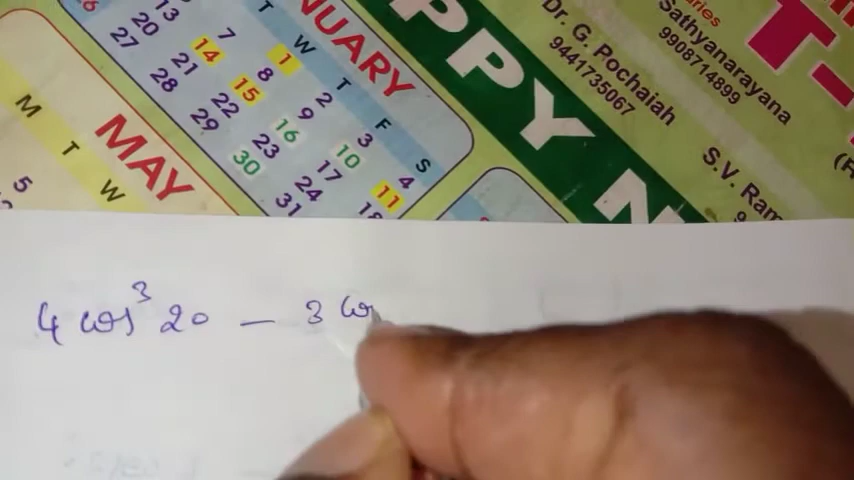 NUARY
T W T F S
1 2 3 4
7 8 9 10 11
13 14 15 16 17
20 21 22 23 24
27 28 29 30 31
MAY
M T W
5
PPY N
Dr. G. Pochaiah
9441735067
Sathyanarayana
9908714899
S.V. Ram
T-
4 cos³ 20 — 3 cos